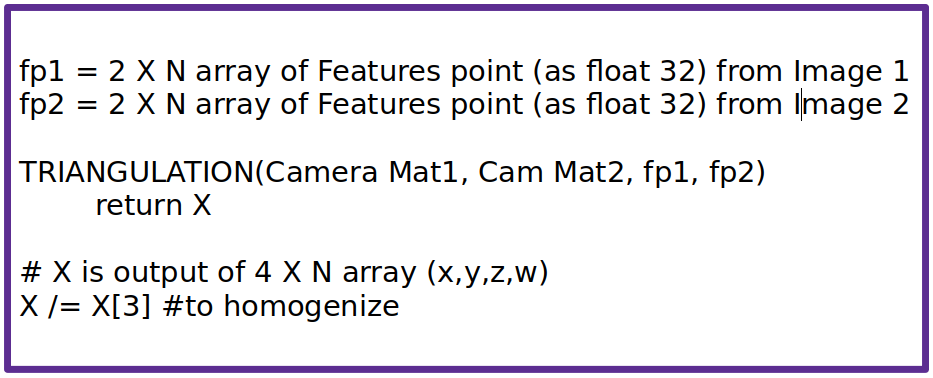 fp1 = 2 X N array of Features point (as float 32) from Image 1
fp2 = 2 X N array of Features point (as float 32) from Image 2
TRIANGULATION(Camera Mat1, Cam Mat2, fp1, fp2)
return X
# X is output of 4 X N array (x,y,z,w)
X /= X[3] #to homogenize